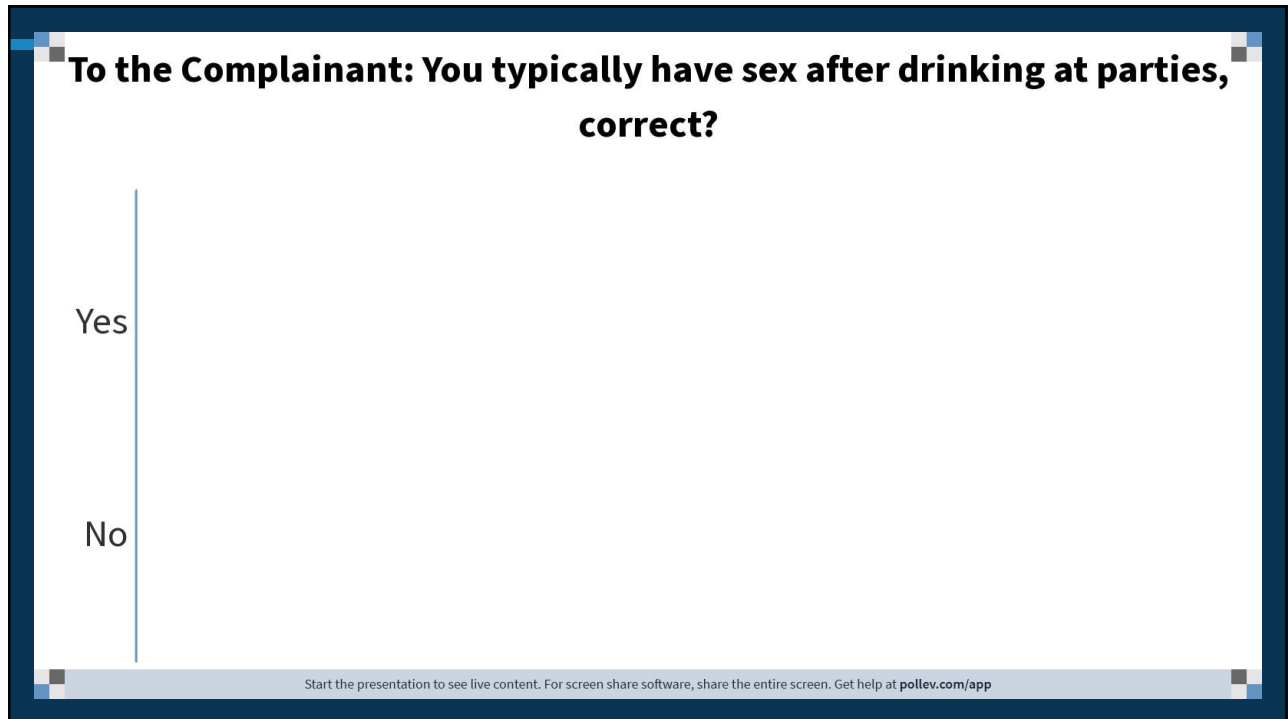 To the Complainant: You typically have sex after drinking at parties,
correct?
Yes
No
Start the presentation to see live content. For screen share software, share the entire screen. Get help at pollev.com/app